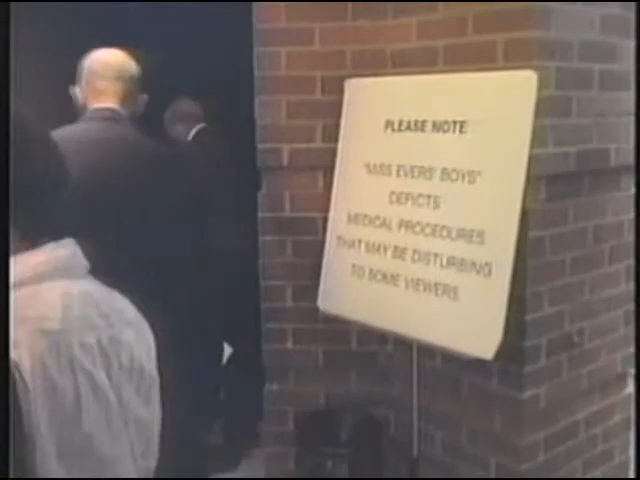 PLEASE NOTE
"MISS EVERS' BOYS"
DEPICTS
MEDICAL PROCEDURES
THAT MAY BE DISTURBING
TO SOME VIEWERS